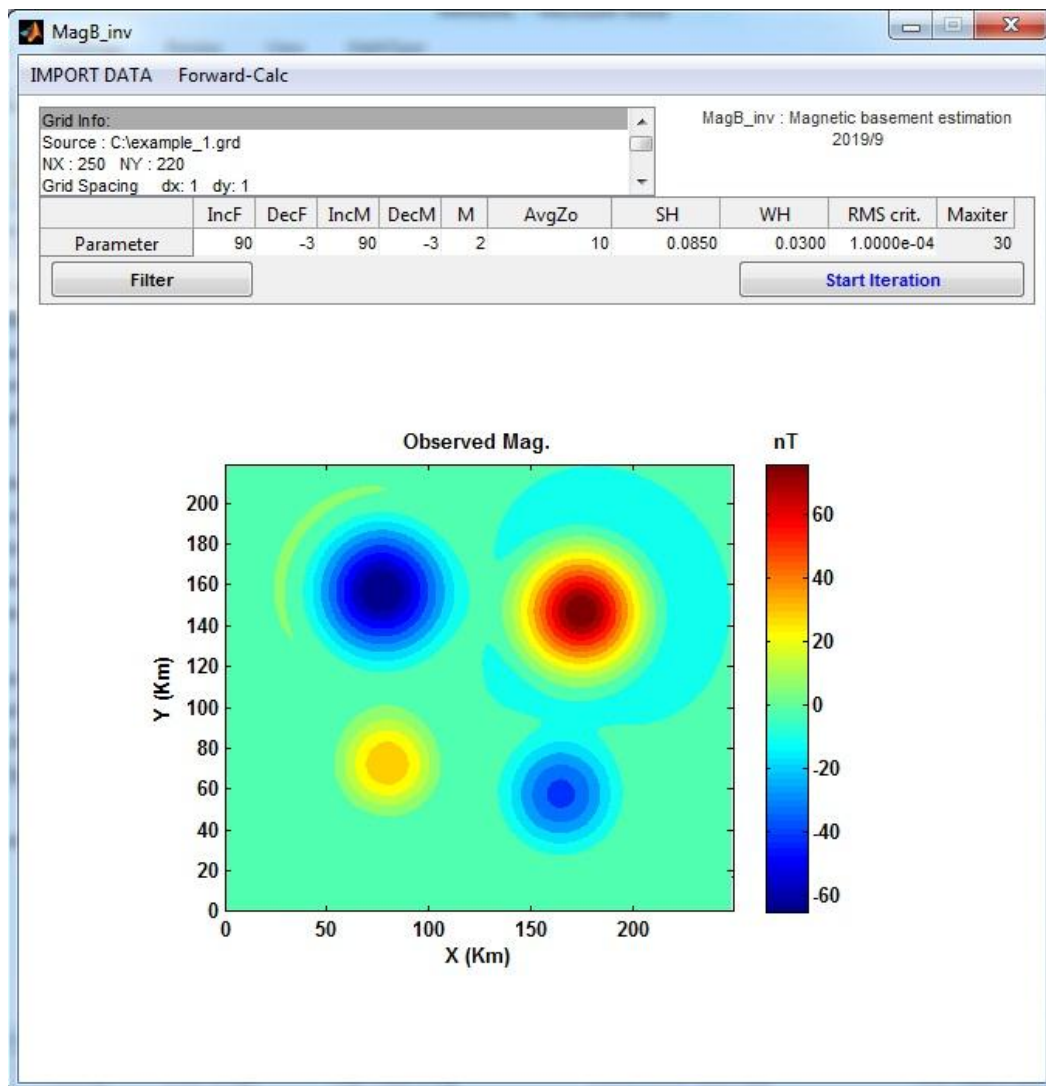 MagB_inv
IMPORT DATA Forward-Calc
Grid Info:
Source : C:\example_1.grd
NX : 250 NY : 220
Grid Spacing dx: 1 dy: 1
MagB_inv : Magnetic basement estimation
2019/9
IncF DecF IncM DecM M AvgZo SH WH RMS crit. Maxiter
Parameter 90 -3 90 -3 2 10 0.0850 0.0300 1.0000e-04 30
Filter Start Iteration
Observed Mag. nT
200
180
160
140
120
100
80
60
40
20
0
Y (Km)
0 50 100 150 200
X (Km)
60
40
20
0
-20
-40
-60